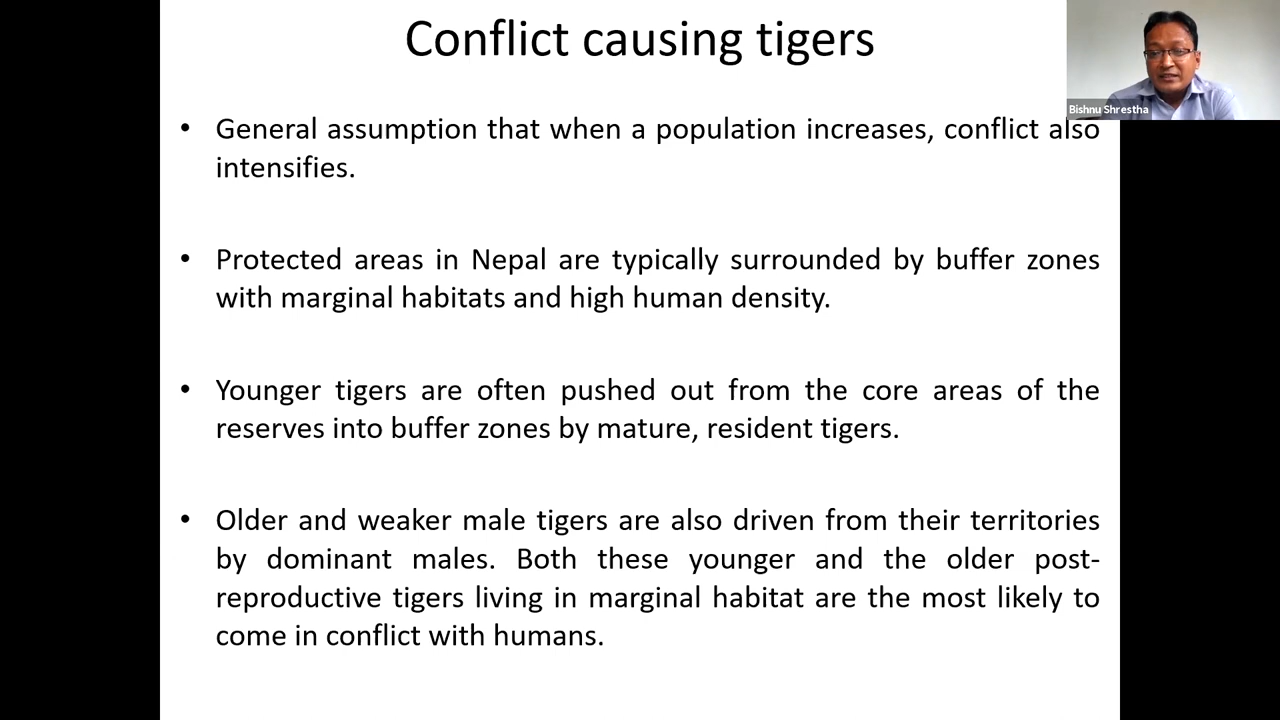 Conflict causing tigers
Bishnu Shrestha
• General assumption that when a population increases, conflict also
intensifies.
• Protected areas in Nepal are typically surrounded by buffer zones
with marginal habitats and high human density.
• Younger tigers are often pushed out from the core areas of the
reserves into buffer zones by mature, resident tigers.
• Older and weaker male tigers are also driven from their territories
by dominant males. Both these younger and the older post-
reproductive tigers living in marginal habitat are the most likely to
come in conflict with humans.